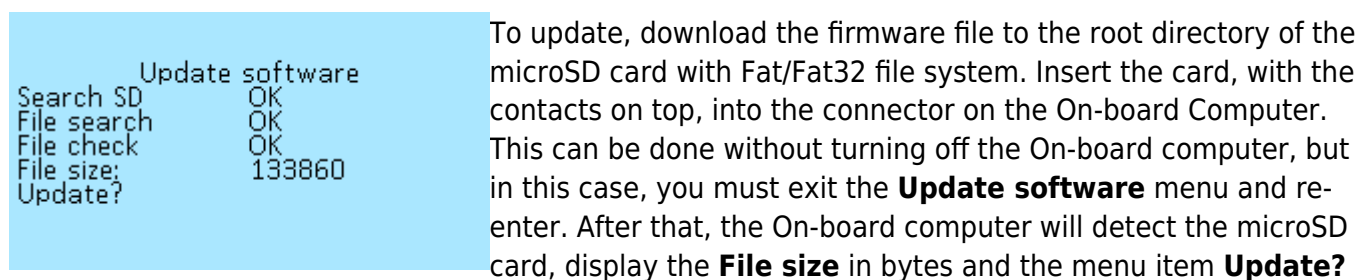 Update software
Search SD OK
File search OK
File check OK
File size: 133860
Update?
To update, download the firmware file to the root directory of the
microSD card with Fat/Fat32 file system. Insert the card, with the
contacts on top, into the connector on the On-board Computer.
This can be done without turning off the On-board computer, but
in this case, you must exit the Update software menu and re-
enter. After that, the On-board computer will detect the microSD
card, display the File size in bytes and the menu item Update?